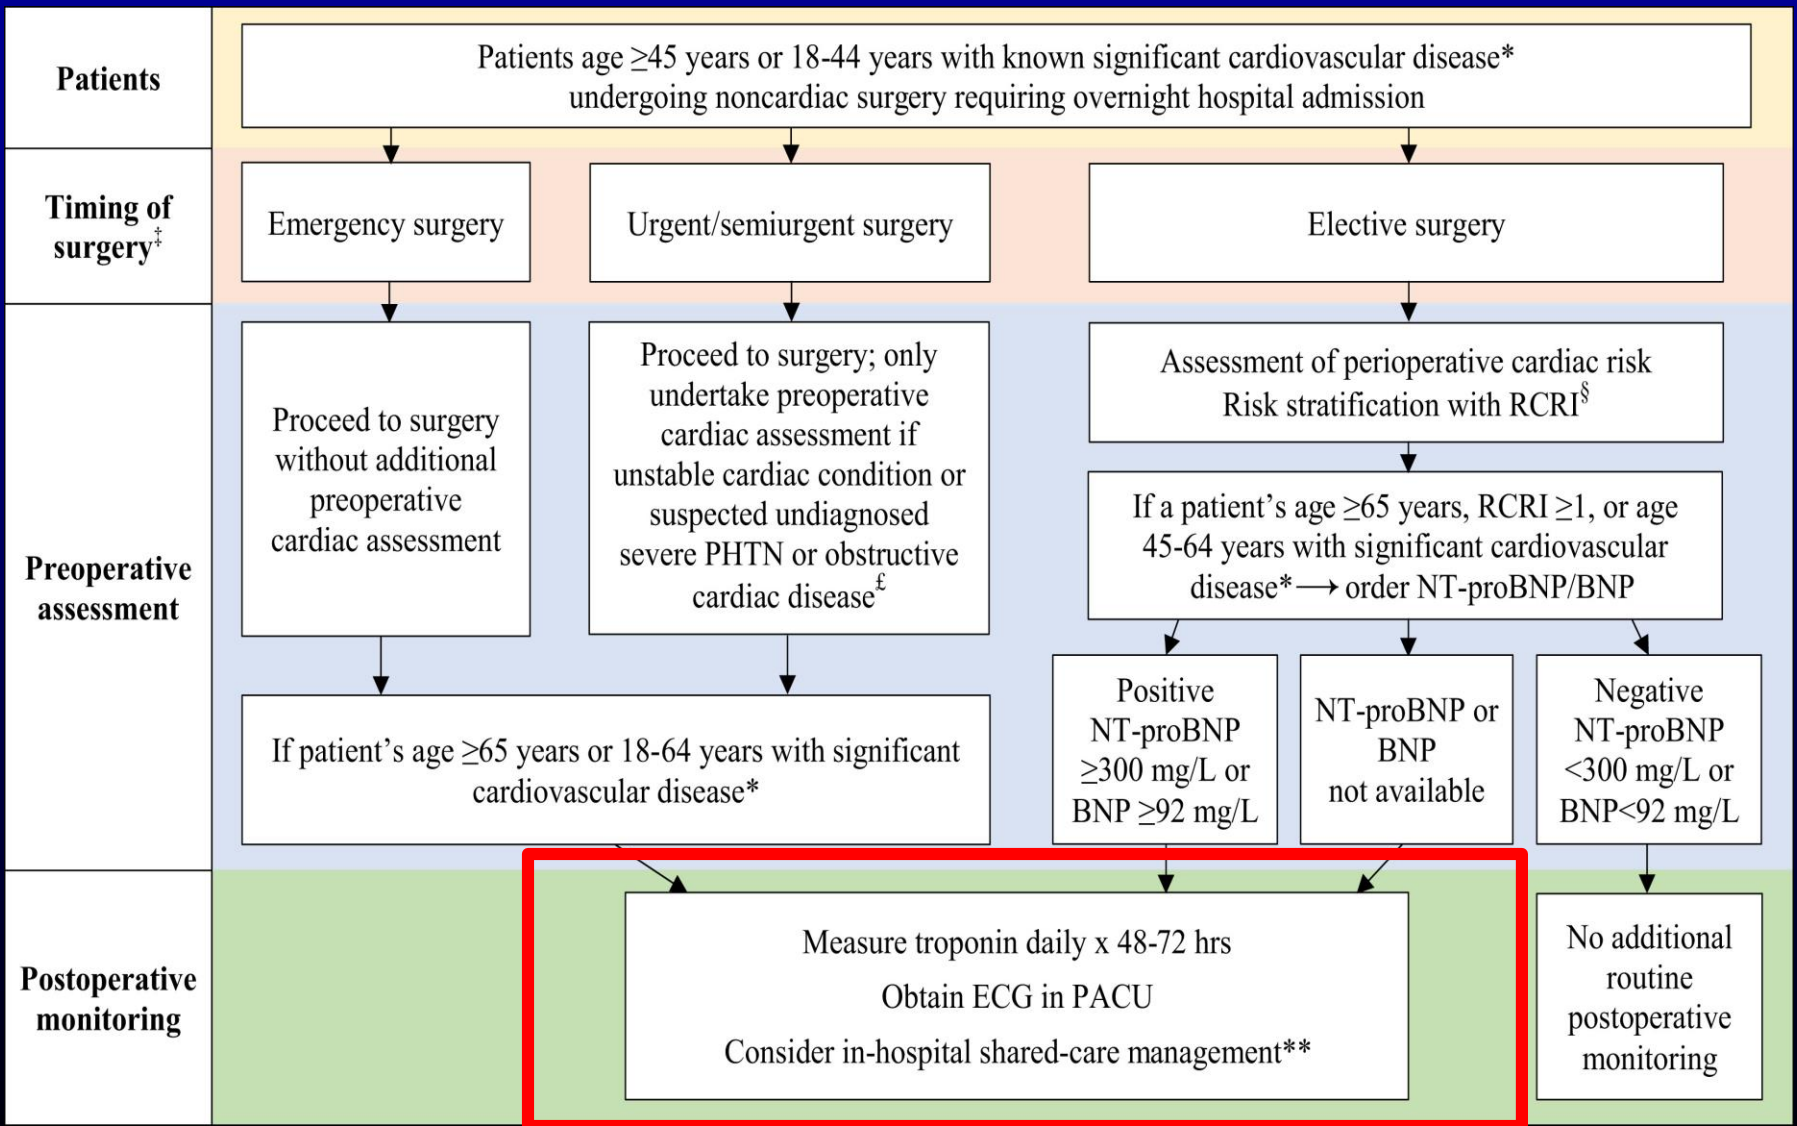 Patients
Patients age ≥45 years or 18-44 years with known significant cardiovascular disease*
undergoing noncardiac surgery requiring overnight hospital admission
Timing of
surgery‡
Emergency surgery
Urgent/semiurgent surgery
Elective surgery
Preoperative
assessment
Proceed to surgery
without additional
preoperative
cardiac assessment
Proceed to surgery; only
undertake preoperative
cardiac assessment if
unstable cardiac condition or
suspected undiagnosed
severe PHTN or obstructive
cardiac disease£
Assessment of perioperative cardiac risk
Risk stratification with RCRI§
If a patient’s age ≥65 years, RCRI ≥1, or age
45-64 years with significant cardiovascular
disease*→ order NT-proBNP/BNP
If patient’s age ≥65 years or 18-64 years with significant
cardiovascular disease*
Positive
NT-proBNP
≥300 mg/L or
BNP ≥92 mg/L
NT-proBNP or
BNP
not available
Negative
NT-proBNP
<300 mg/L or
BNP<92 mg/L
Postoperative
monitoring
Measure troponin daily x 48-72 hrs
Obtain ECG in PACU
Consider in-hospital shared-care management**
No additional
routine
postoperative
monitoring